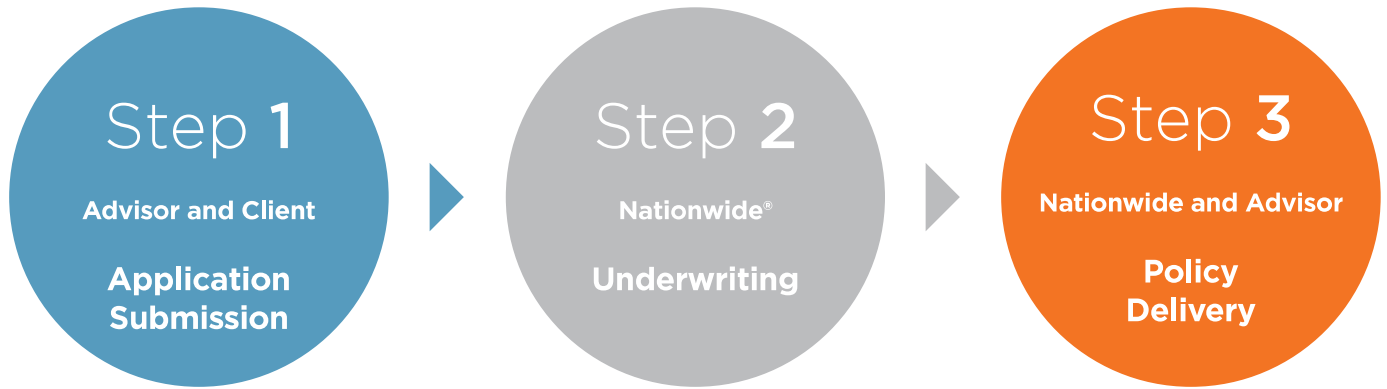 Step 1
Advisor and Client
Application
Submission
Step 2
Nationwide®
Underwriting
Step 3
Nationwide and Advisor
Policy
Delivery